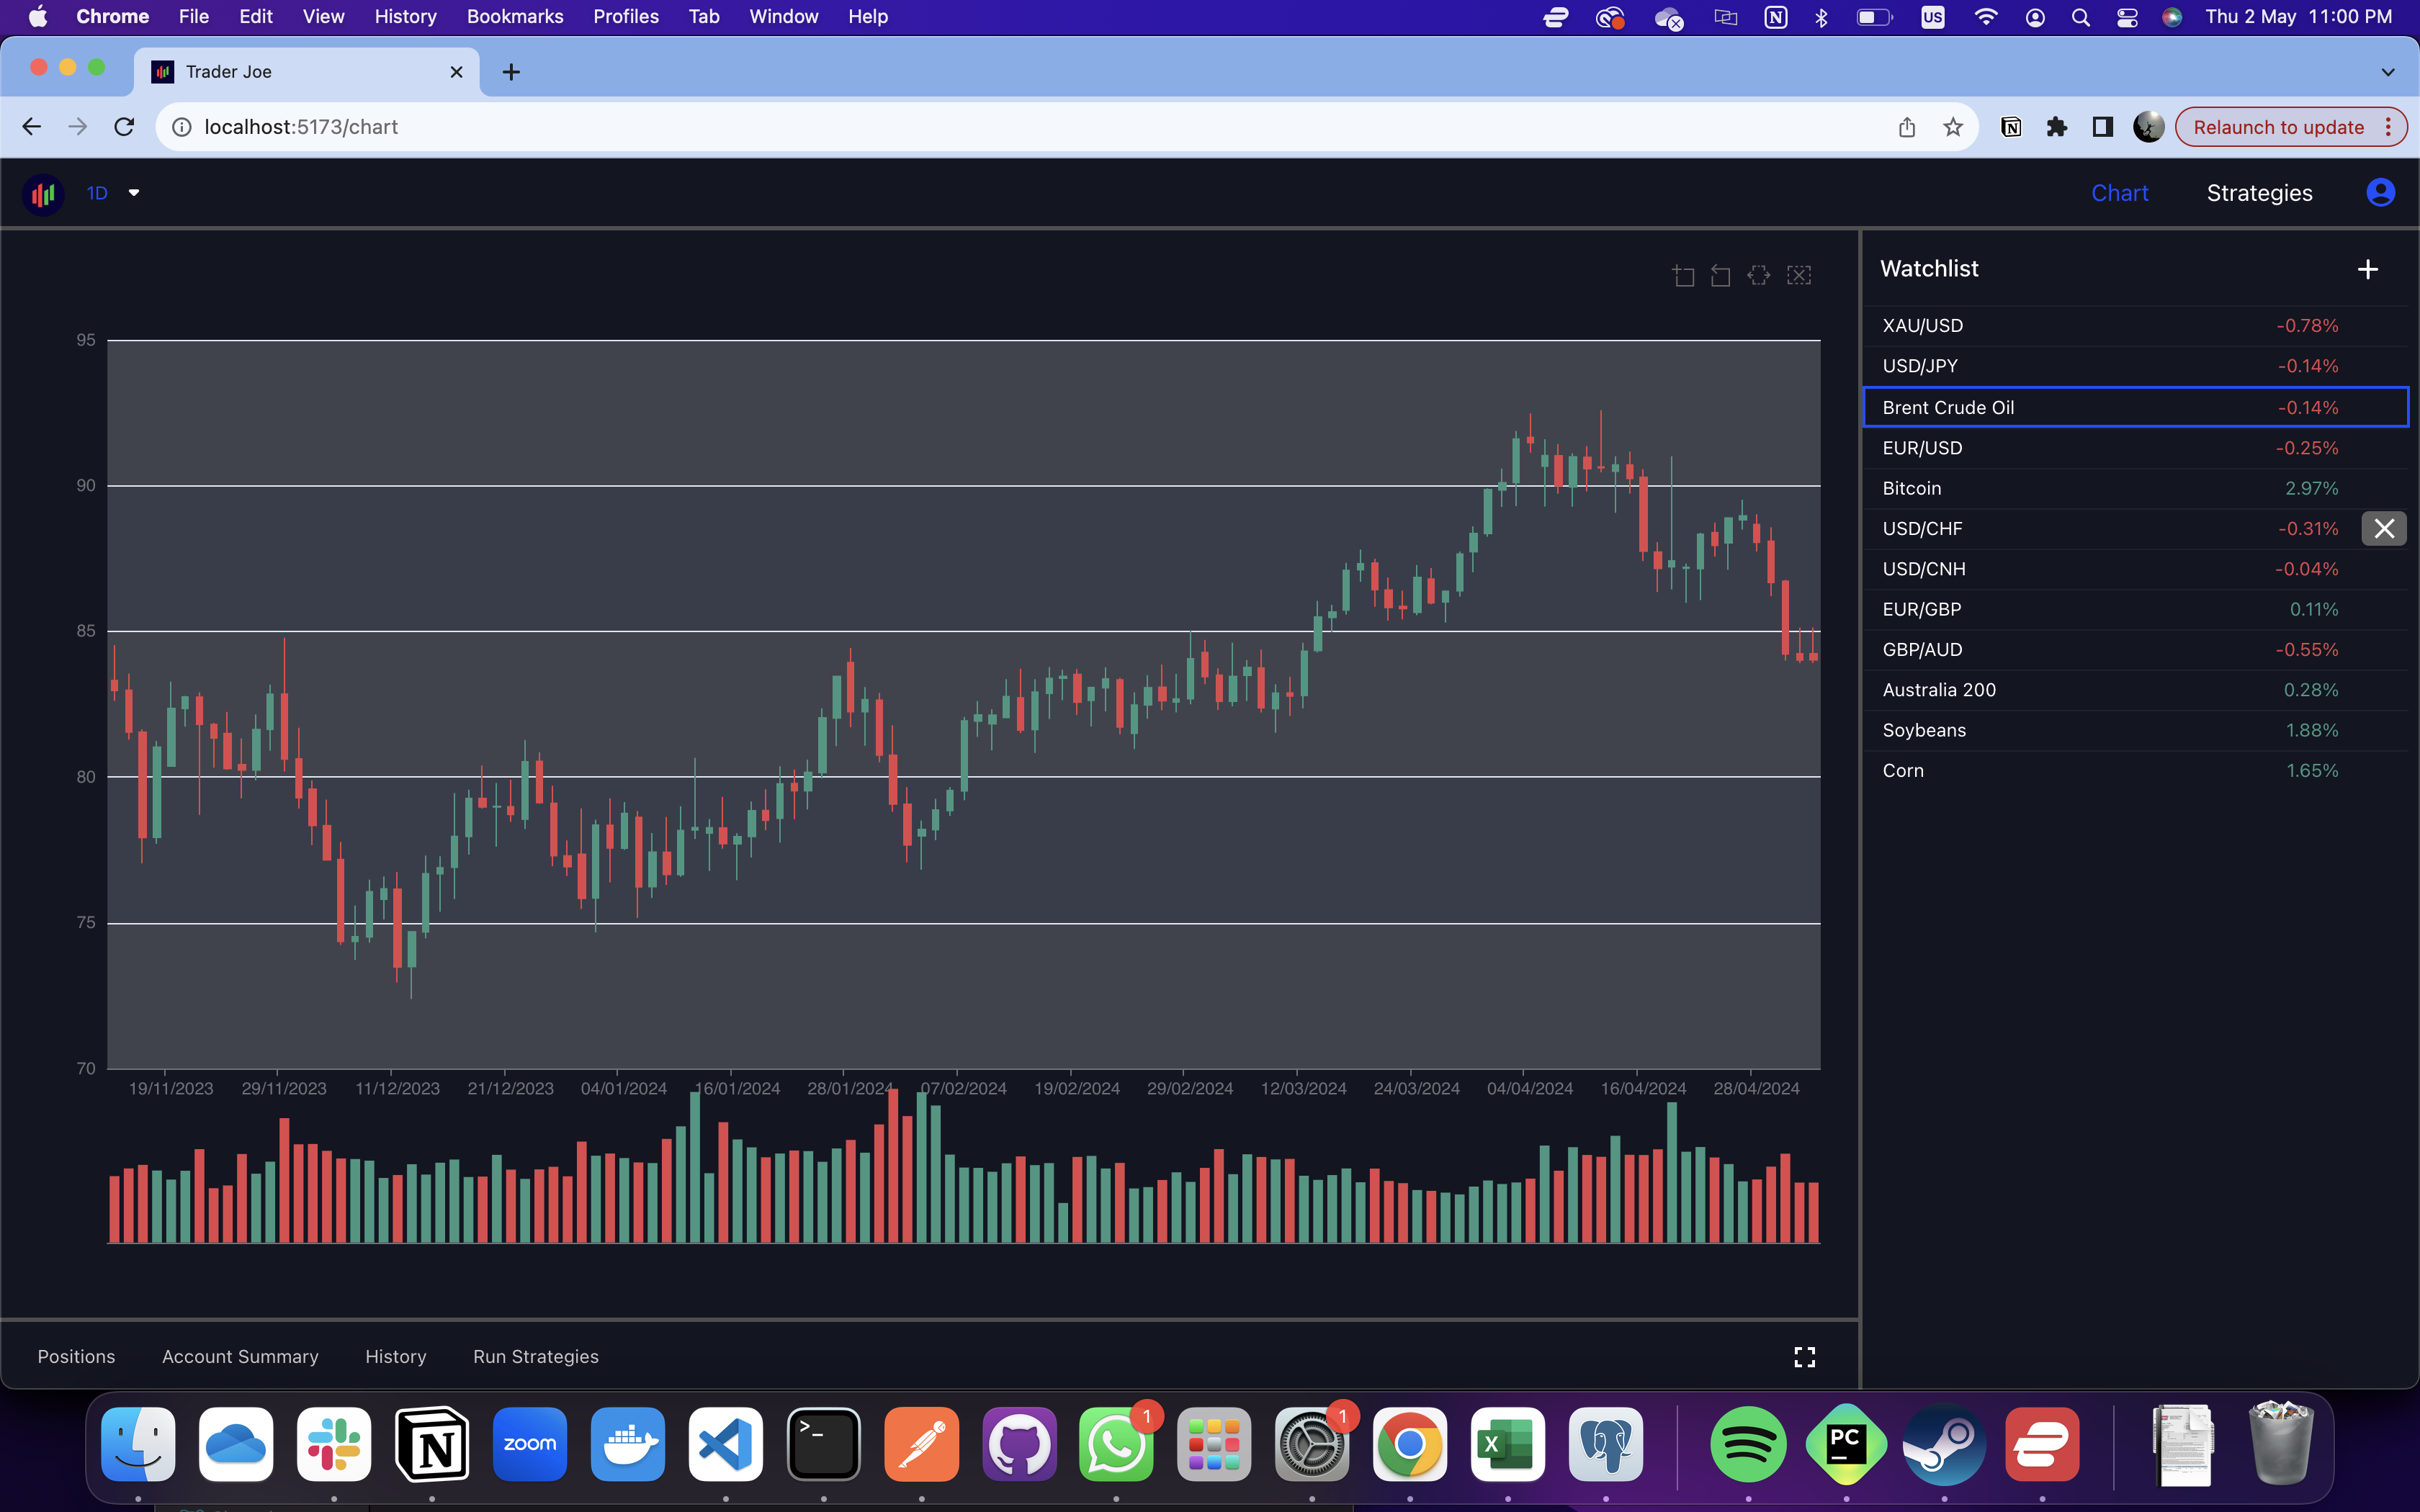 Chrome File Edit View History Bookmarks Profiles Tab Window Help N US Thu 2 May 11:00 PM
Trader Joe
localhost:5173/chart N Relaunch to update
1D Chart Strategies
Watchlist
XAU/USD -0.78%
USD/JPY -0.14%
Brent Crude Oil -0.14%
EUR/USD -0.25%
Bitcoin 2.97%
USD/CHF -0.31%
USD/CNH -0.04%
EUR/GBP 0.11%
GBP/AUD -0.55%
Australia 200 0.28%
Soybeans 1.88%
Corn 1.65%
95
90
85
80
75
70
19/11/2023 29/11/2023 11/12/2023 21/12/2023 04/01/2024 16/01/2024 28/01/2024 07/02/2024 19/02/2024 29/02/2024 12/03/2024 24/03/2024 04/04/2024 16/04/2024 28/04/2024
Positions Account Summary History Run Strategies
1 1
N zoom >_ X PC